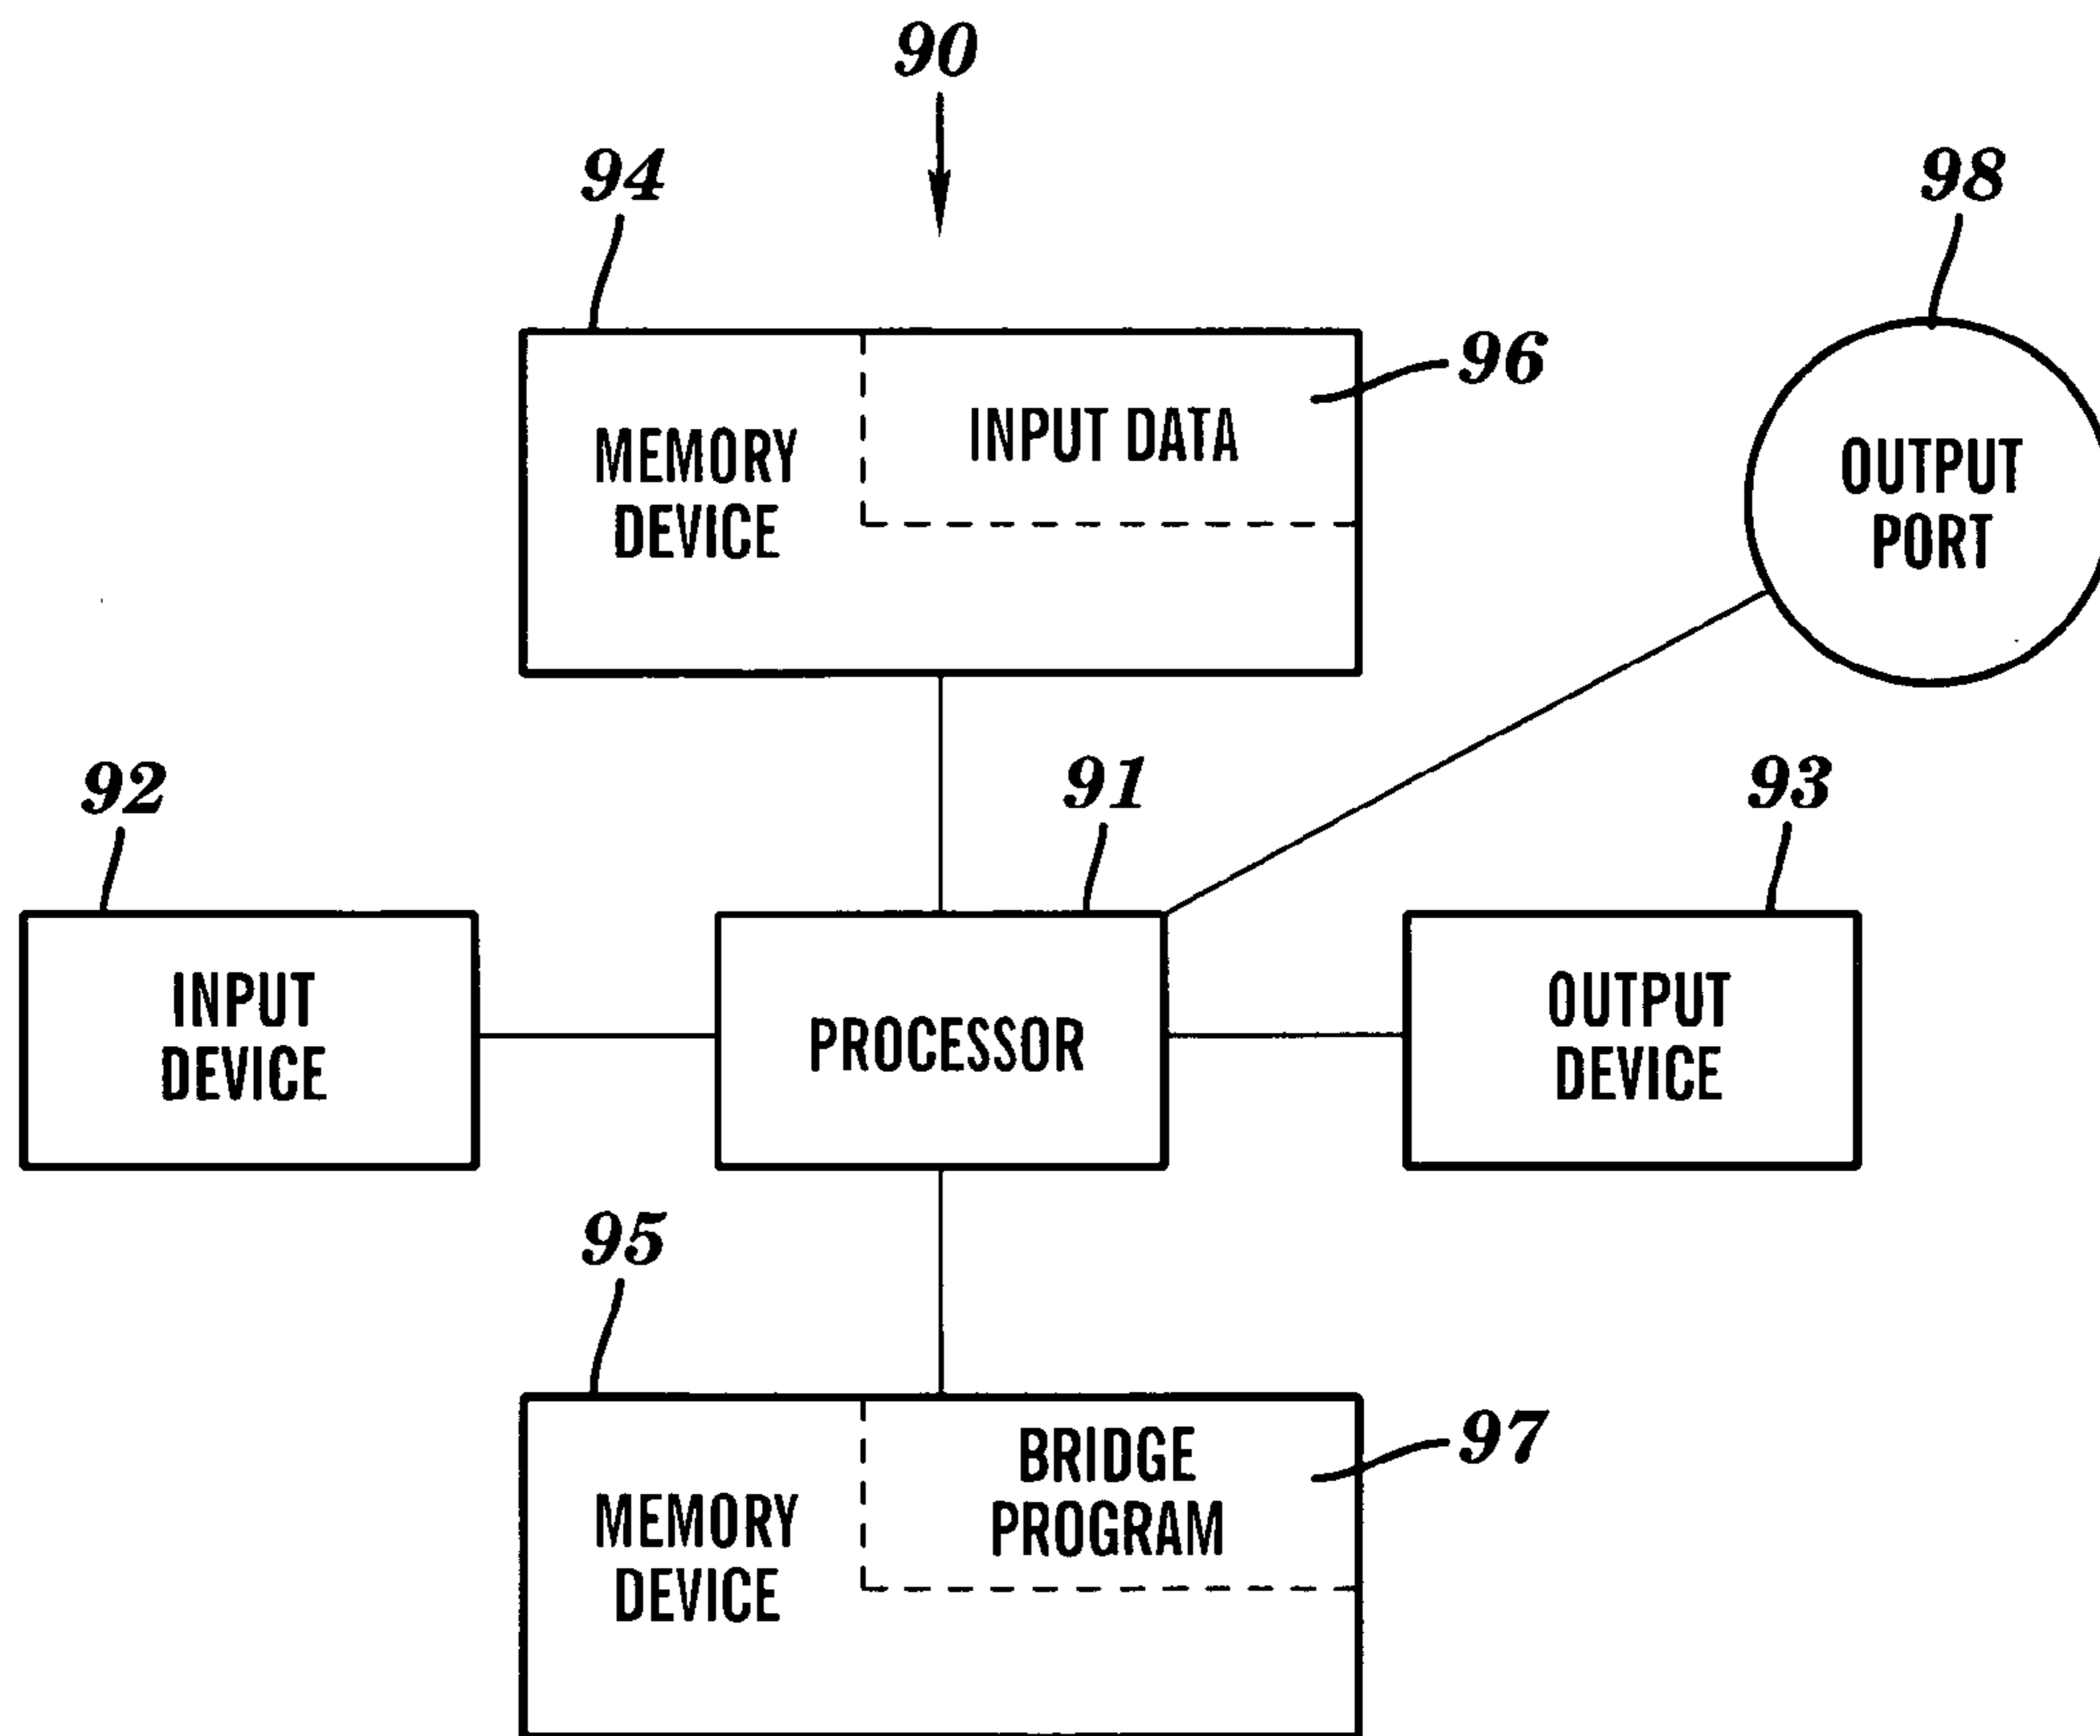 90
94
98
96
INPUT DATA
MEMORY
DEVICE
OUTPUT
PORT
92
91
93
INPUT
DEVICE
PROCESSOR
OUTPUT
DEVICE
95
97
BRIDGE
PROGRAM
MEMORY
DEVICE